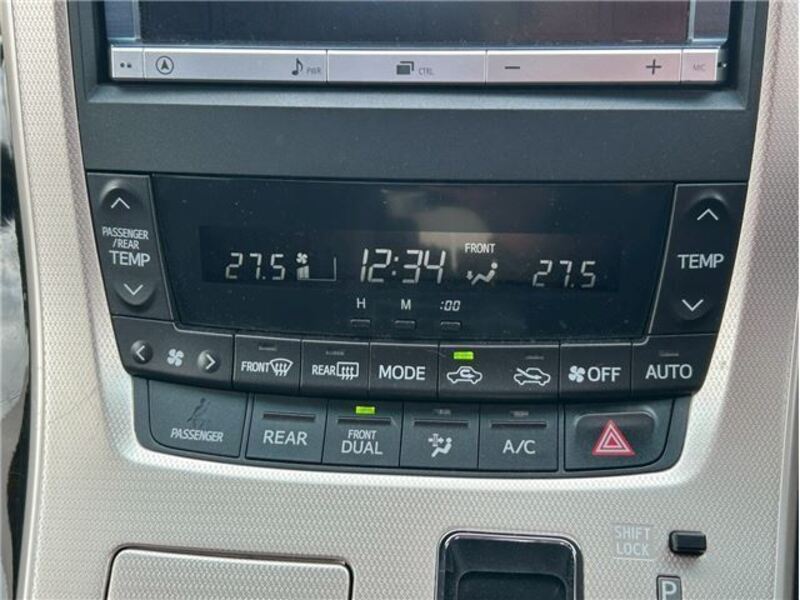 PWR
CTRL
− +
MIC
PASSENGER
/REAR
TEMP
27.5
12:34
FRONT
27.5
TEMP
H M :00
FRONT
REAR
MODE
OFF
AUTO
PASSENGER
REAR
FRONT
DUAL
A/C
SHIFT
LOCK
P